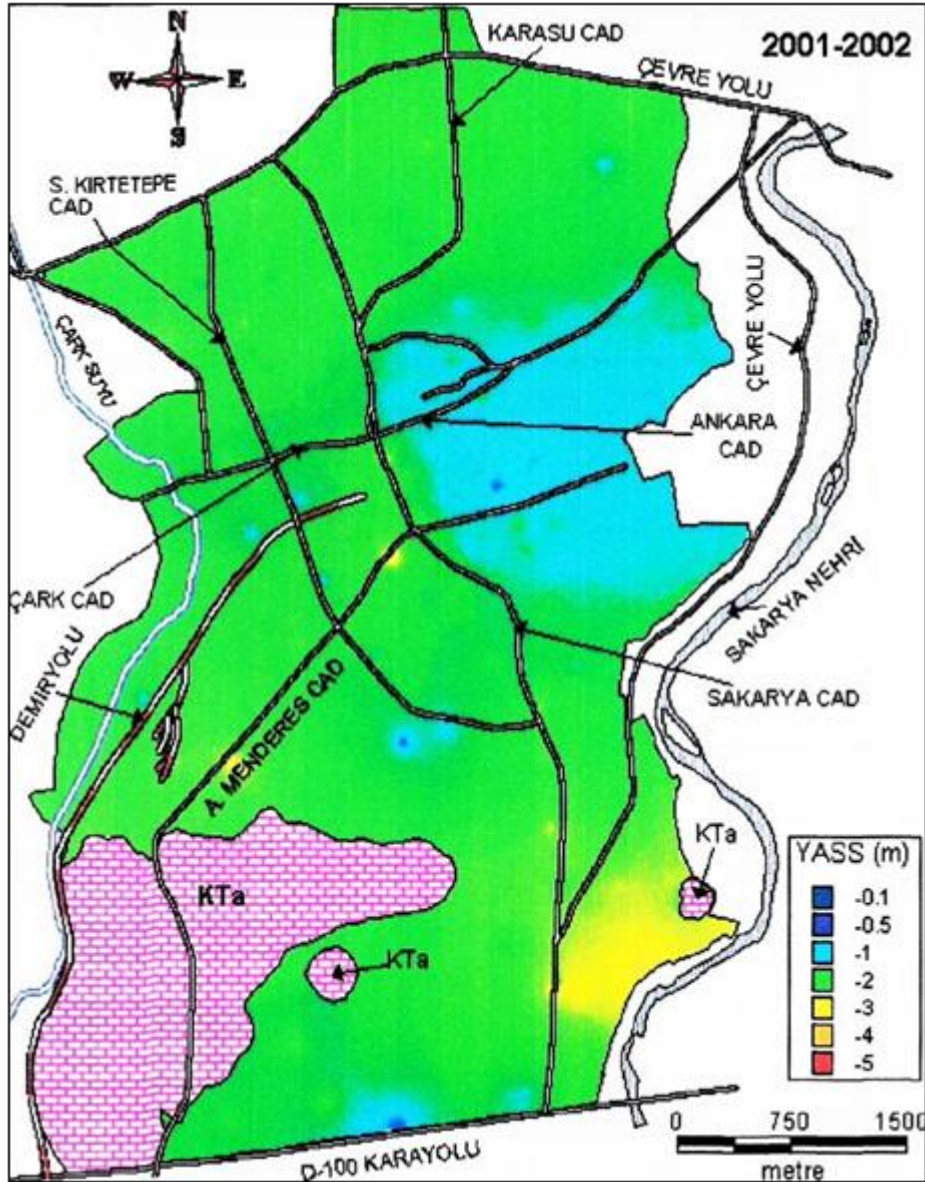 N
W E
S
KARASU CAD
2001-2002
ÇEVRE YOLU
S. KIRTETEPE
CAD
ÇARK SUYU
ÇEVRE YOLU
ANKARA
CAD
ÇARK CAD
SAKARYA NEHRİ
DEMİRYOLU
A. MENDERES CAD
SAKARYA CAD
KTa
KTa
KTa
YASS (m)
-0.1
-0.5
-1
-2
-3
-4
-5
0 750 1500
metre
D-100 KARAYOLU